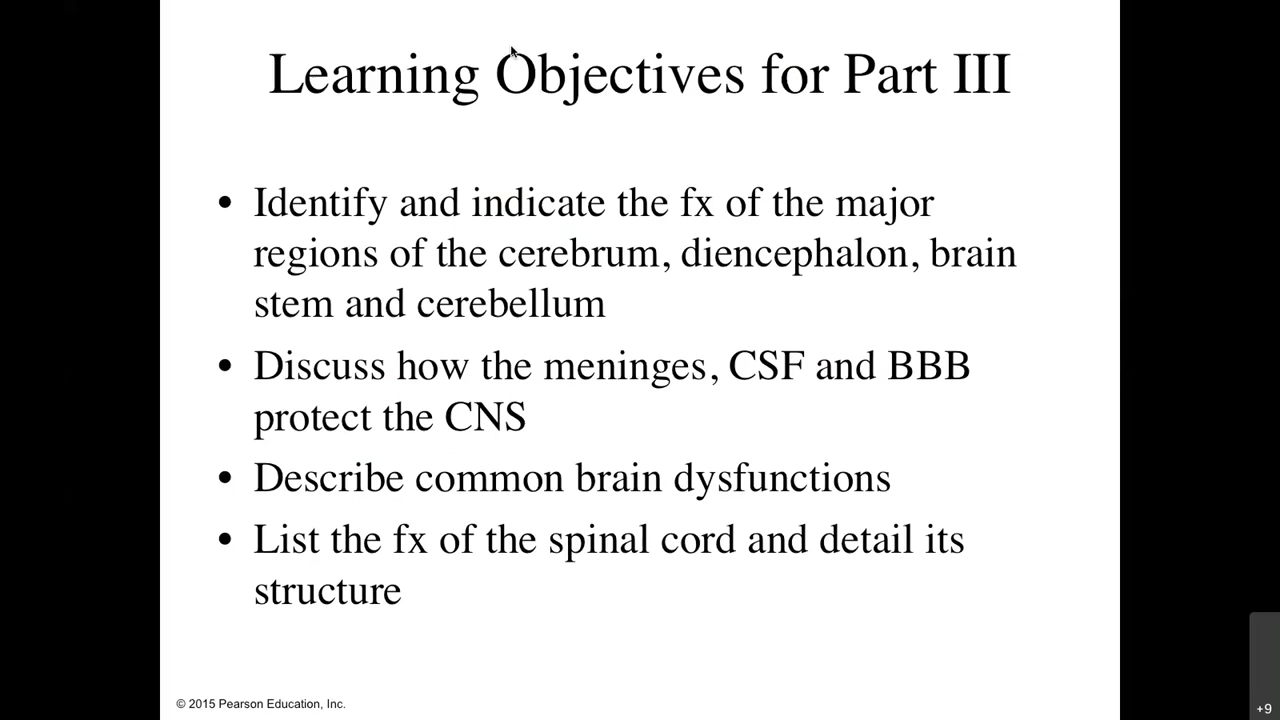 Learning Objectives for Part III
• Identify and indicate the fx of the major
regions of the cerebrum, diencephalon, brain
stem and cerebellum
• Discuss how the meninges, CSF and BBB
protect the CNS
• Describe common brain dysfunctions
• List the fx of the spinal cord and detail its
structure
© 2015 Pearson Education, Inc.
+9